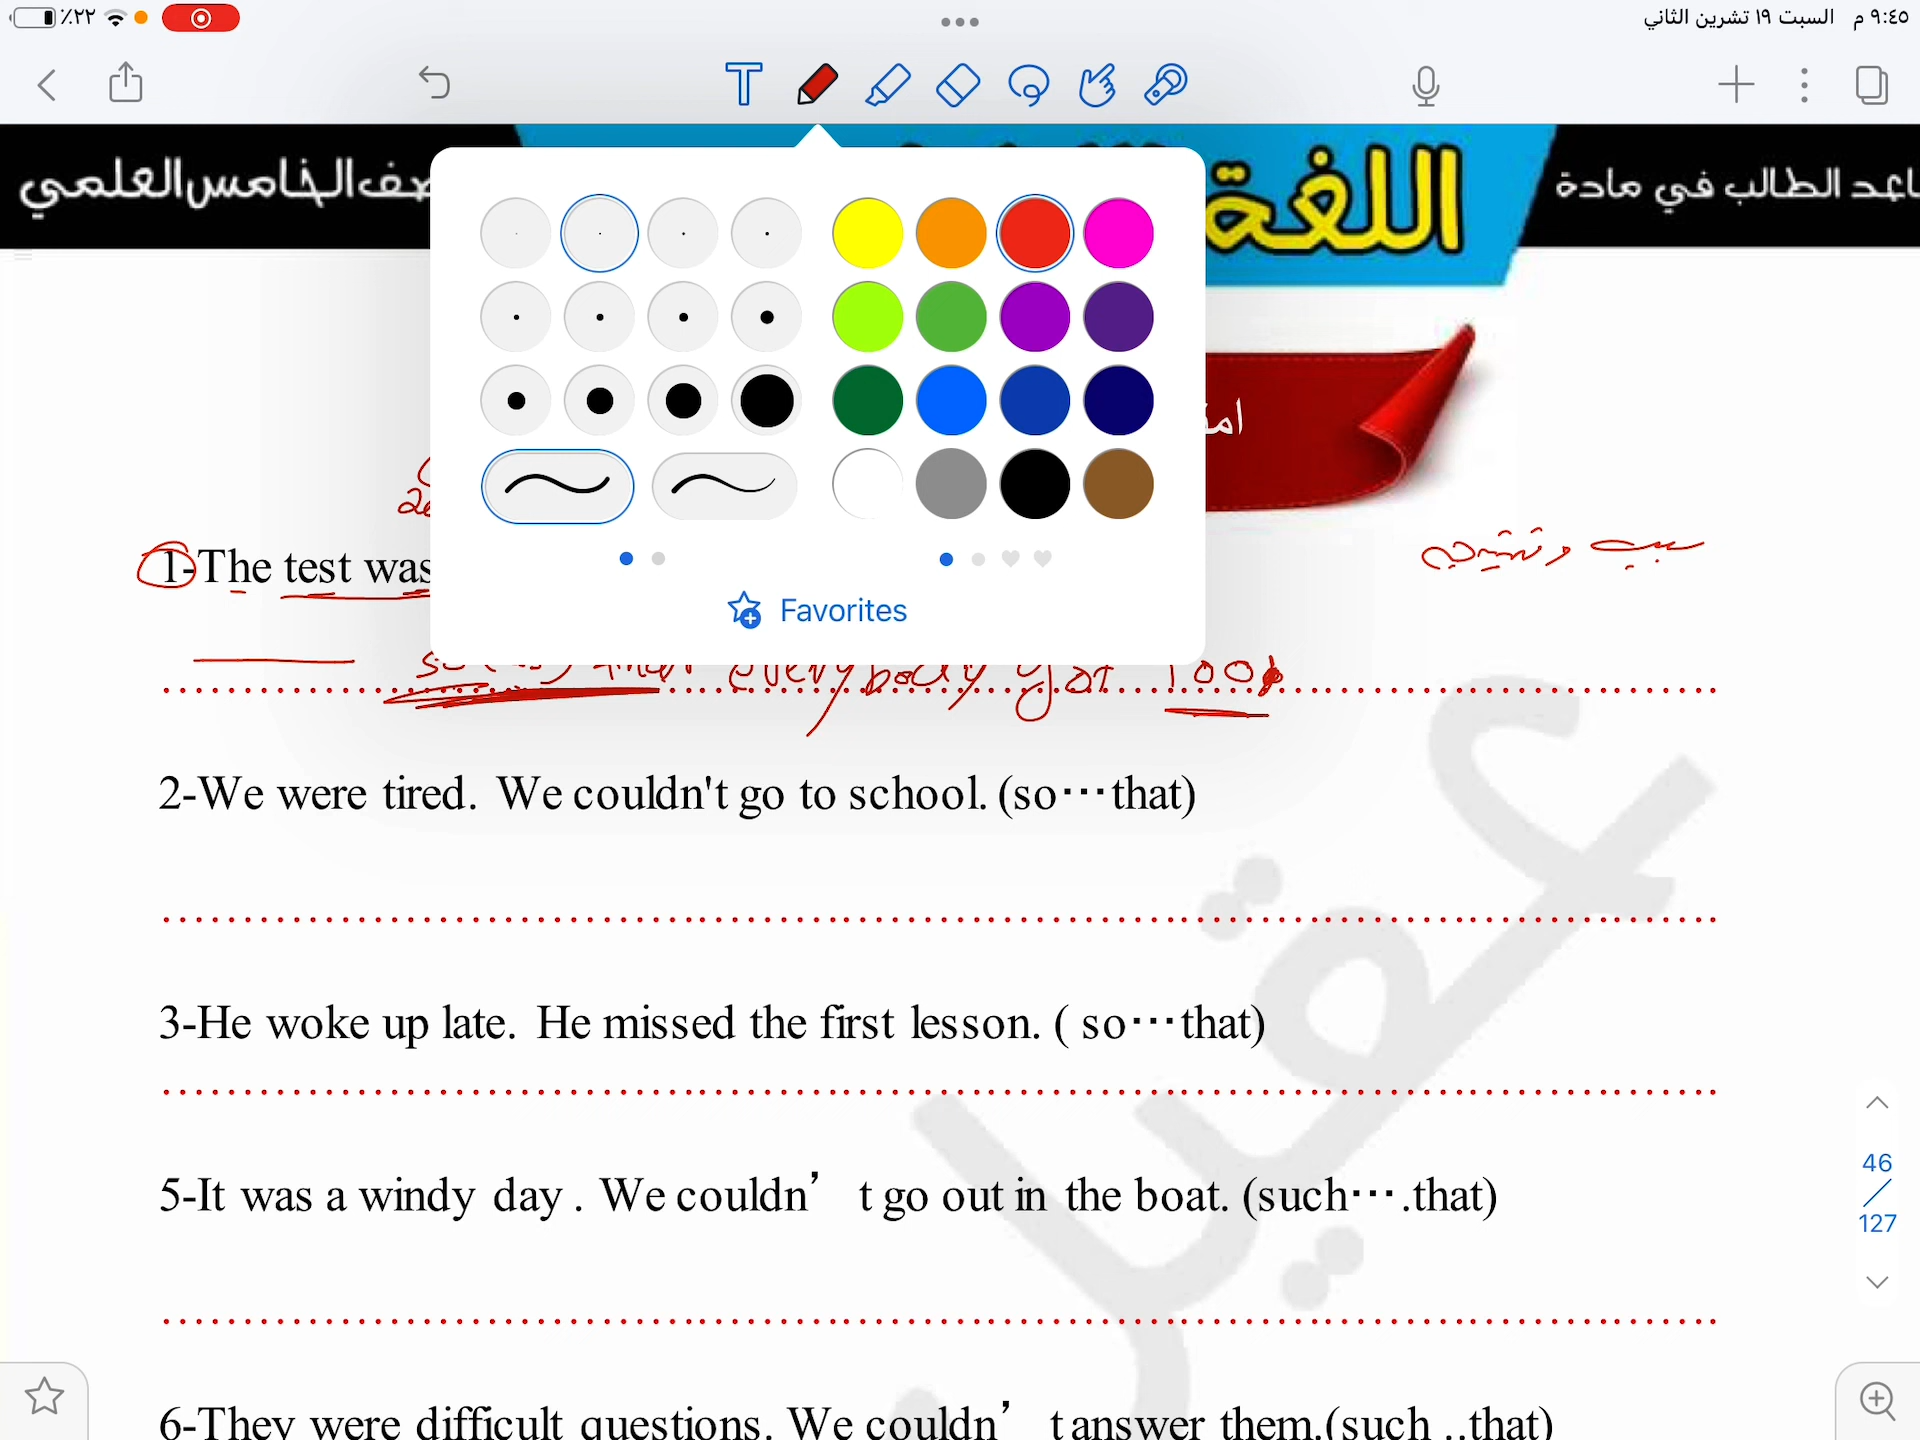 ٪٢٢
٩:٤٥ م السبت ١٩ تشرين الثاني
T
الصف الخامس العلمي
اللغة
الطالب في مادة
Favorites
سبب ونتيجة
1-The test was
that everybody got 100
2-We were tired. We couldn't go to school. (so…that)
3-He woke up late. He missed the first lesson. ( so…that)
46
127
5-It was a windy day . We couldn’ t go out in the boat. (such….that)
6-They were difficult questions. We couldn’ t answer them.(such ..that)